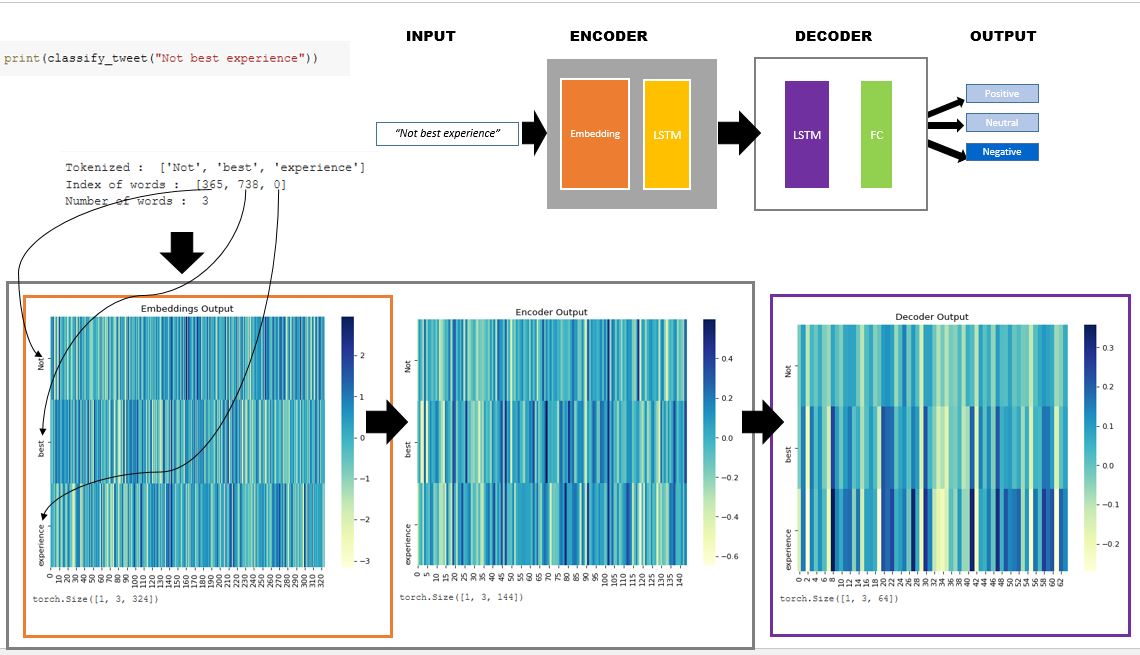 INPUT ENCODER DECODER OUTPUT
print(classify_tweet("Not best experience"))
"Not best experience"
Embedding
LSTM
LSTM
FC
Positive
Neutral
Negative
Tokenized : ['Not', 'best', 'experience']
Index of words : [365, 738, 0]
Number of words : 3
Embeddings Output
Not
best
experience
2
1
0
−1
−2
−3
0 10 20 30 40 50 60 70 80 90 100 110 120 130 140 150 160 170 180 190 200 210 220 230 240 250 260 270 280 290 300 310 320
torch.Size([1, 3, 324])
Encoder Output
Not
best
experience
0.4
0.2
0.0
−0.2
−0.4
−0.6
0 5 10 15 20 25 30 35 40 45 50 55 60 65 70 75 80 85 90 95 100 105 110 115 120 125 130 135 140
torch.Size([1, 3, 144])
Decoder Output
Not
best
experience
0.3
0.2
0.1
0.0
−0.1
−0.2
0 2 4 6 8 10 12 14 16 18 20 22 24 26 28 30 32 34 36 38 40 42 44 46 48 50 52 54 56 58 60 62
torch.Size([1, 3, 64])